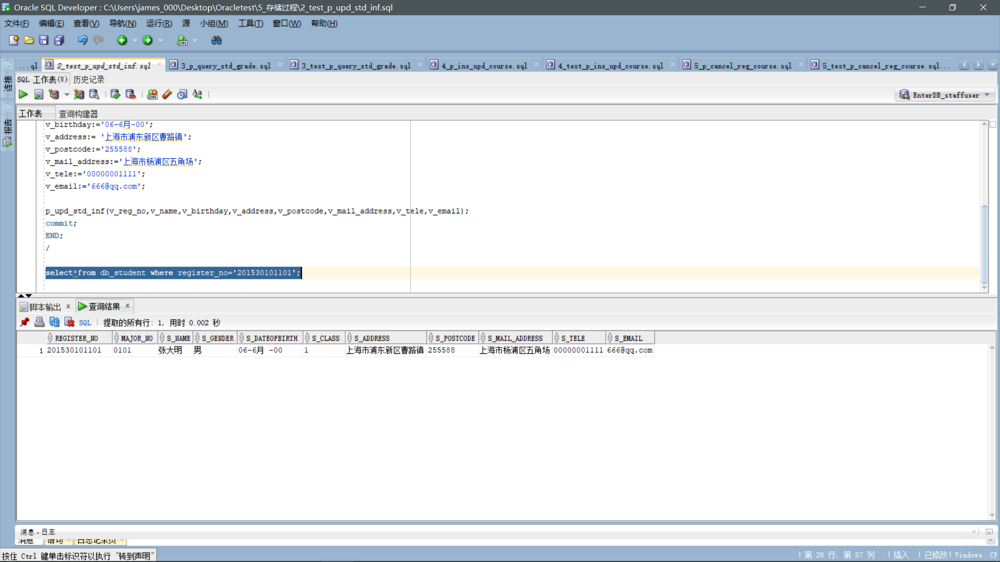 Oracle SQL Developer : C:\Users\james_000\Desktop\Oracletest\5_存储过程\2_test_p_upd_std_inf.sql
文件(F) 编辑(E) 查看(V) 导航(N) 运行(R) 源 小组(M) 工具(T) 窗口(W) 帮助(H)
...ql 2_test_p_upd_std_inf.sql 3_p_query_std_grade.sql 3_test_p_query_std_grade.sql 4_p_ins_upd_course.sql 4_test_p_ins_upd_course.sql 5_p_cancel_reg_course.sql 5_test_p_cancel_reg_course.sql...
连接
报告
SQL 工作表(W) 历史记录
EnterDB_staffuser
工作表 查询构建器
v_birthday:='06-6月-00';
v_address:= '上海市浦东新区曹路镇';
v_postcode:='255588';
v_mail_address:='上海市杨浦区五角场';
v_tele:='00000001111';
v_email:='666@qq.com';
p_upd_std_inf(v_reg_no,v_name,v_birthday,v_address,v_postcode,v_mail_address,v_tele,v_email);
commit;
END;
/
select*from db_student where register_no='201530101101';
脚本输出 x 查询结果 x
SQL 提取的所有行: 1, 用时 0.002 秒
REGISTER_NO MAJOR_NO S_NAME S_GENDER S_DATEOFBIRTH S_CLASS S_ADDRESS S_POSTCODE S_MAIL_ADDRESS S_TELE S_EMAIL
1 201530101101 0101 张大明 男 06-6月 -00 1 上海市浦东新区曹路镇 255588 上海市杨浦区五角场 00000001111 666@qq.com
消息 - 日志
消息 语句 日志记录页
按住 Ctrl 键单击标识符以执行 "转到声明" 第 26 行, 第 57 列 插入 已修改 Windows: CF